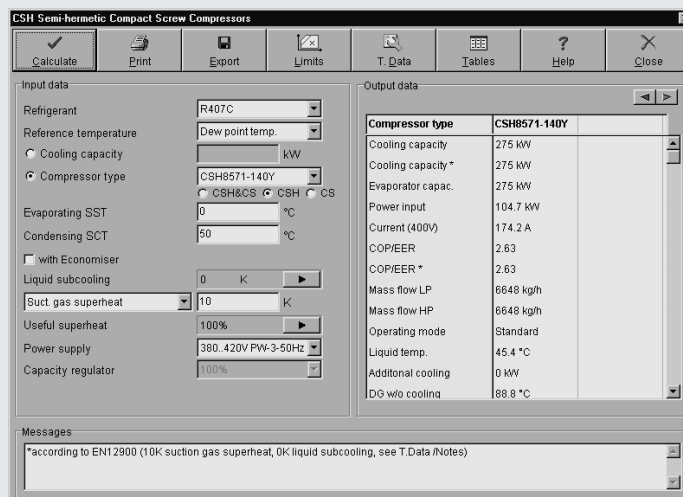 CSH Semi-hermetic Compact Screw Compressors
Calculate Print Export Limits T. Data Tables Help Close
Input data
Refrigerant R407C
Reference temperature Dew point temp.
Cooling capacity kW
Compressor type CSH8571-140Y
CSH&CS CSH CS
Evaporating SST 0 °C
Condensing SCT 50 °C
with Economiser
Liquid subcooling 0 K
Suct. gas superheat 10 K
Useful superheat 100%
Power supply 380..420V PW-3-50Hz
Capacity regulator 100%
Output data
Compressor type CSH8571-140Y
Cooling capacity 275 kW
Cooling capacity * 275 kW
Evaporator capac. 275 kW
Power input 104.7 kW
Current (400V) 174.2 A
COP/EER 2.63
COP/EER * 2.63
Mass flow LP 6648 kg/h
Mass flow HP 6648 kg/h
Operating mode Standard
Liquid temp. 45.4 °C
Additonal cooling 0 kW
DG w/o cooling 88.8 °C
Messages
*according to EN12900 (10K suction gas superheat, 0K liquid subcooling, see T.Data /Notes)